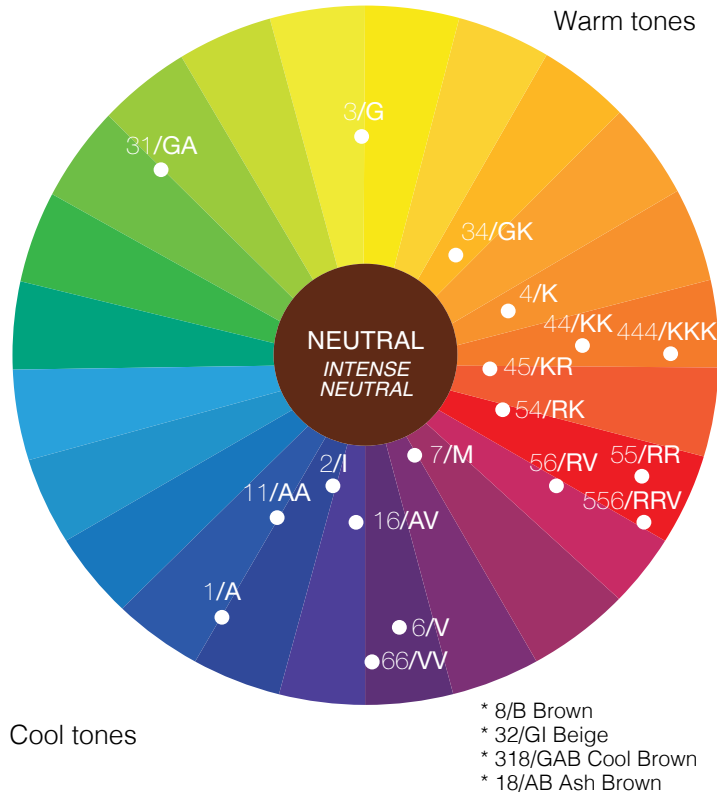 Warm tones
3/G
31/GA
34/GK
4/K
44/KK
444/KKK
NEUTRAL
INTENSE
NEUTRAL
45/KR
54/RK
7/M
56/RV
55/RR
2/I
11/AA
556/RRV
16/AV
1/A
6/V
66/VV
Cool tones
* 8/B Brown
* 32/GI Beige
* 318/GAB Cool Brown
* 18/AB Ash Brown